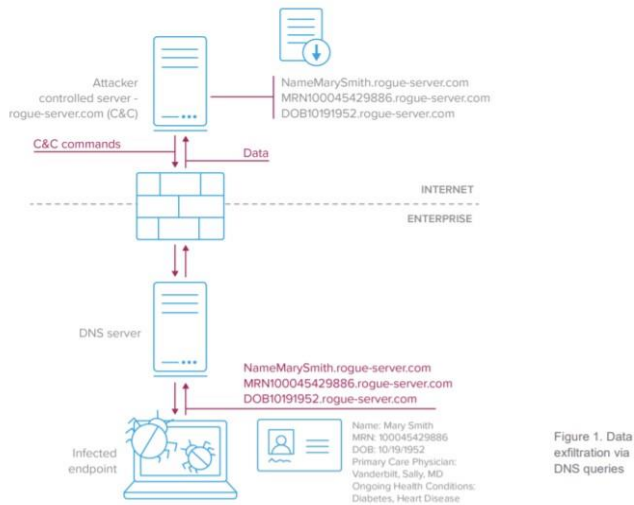 Attacker
controlled server -
rogue-server.com (C&C)
NameMarySmith.rogue-server.com
MRN100045429886.rogue-server.com
DOB10191952.rogue-server.com
C&C commands
Data
INTERNET
ENTERPRISE
DNS server
NameMarySmith.rogue-server.com
MRN100045429886.rogue-server.com
DOB10191952.rogue-server.com
Infected
endpoint
Name: Mary Smith
MRN: 100045429886
DOB: 10/19/1952
Primary Care Physician:
Vanderbilt, Sally, MD
Ongoing Health Conditions:
Diabetes, Heart Disease
Figure 1. Data
exfiltration via
DNS queries